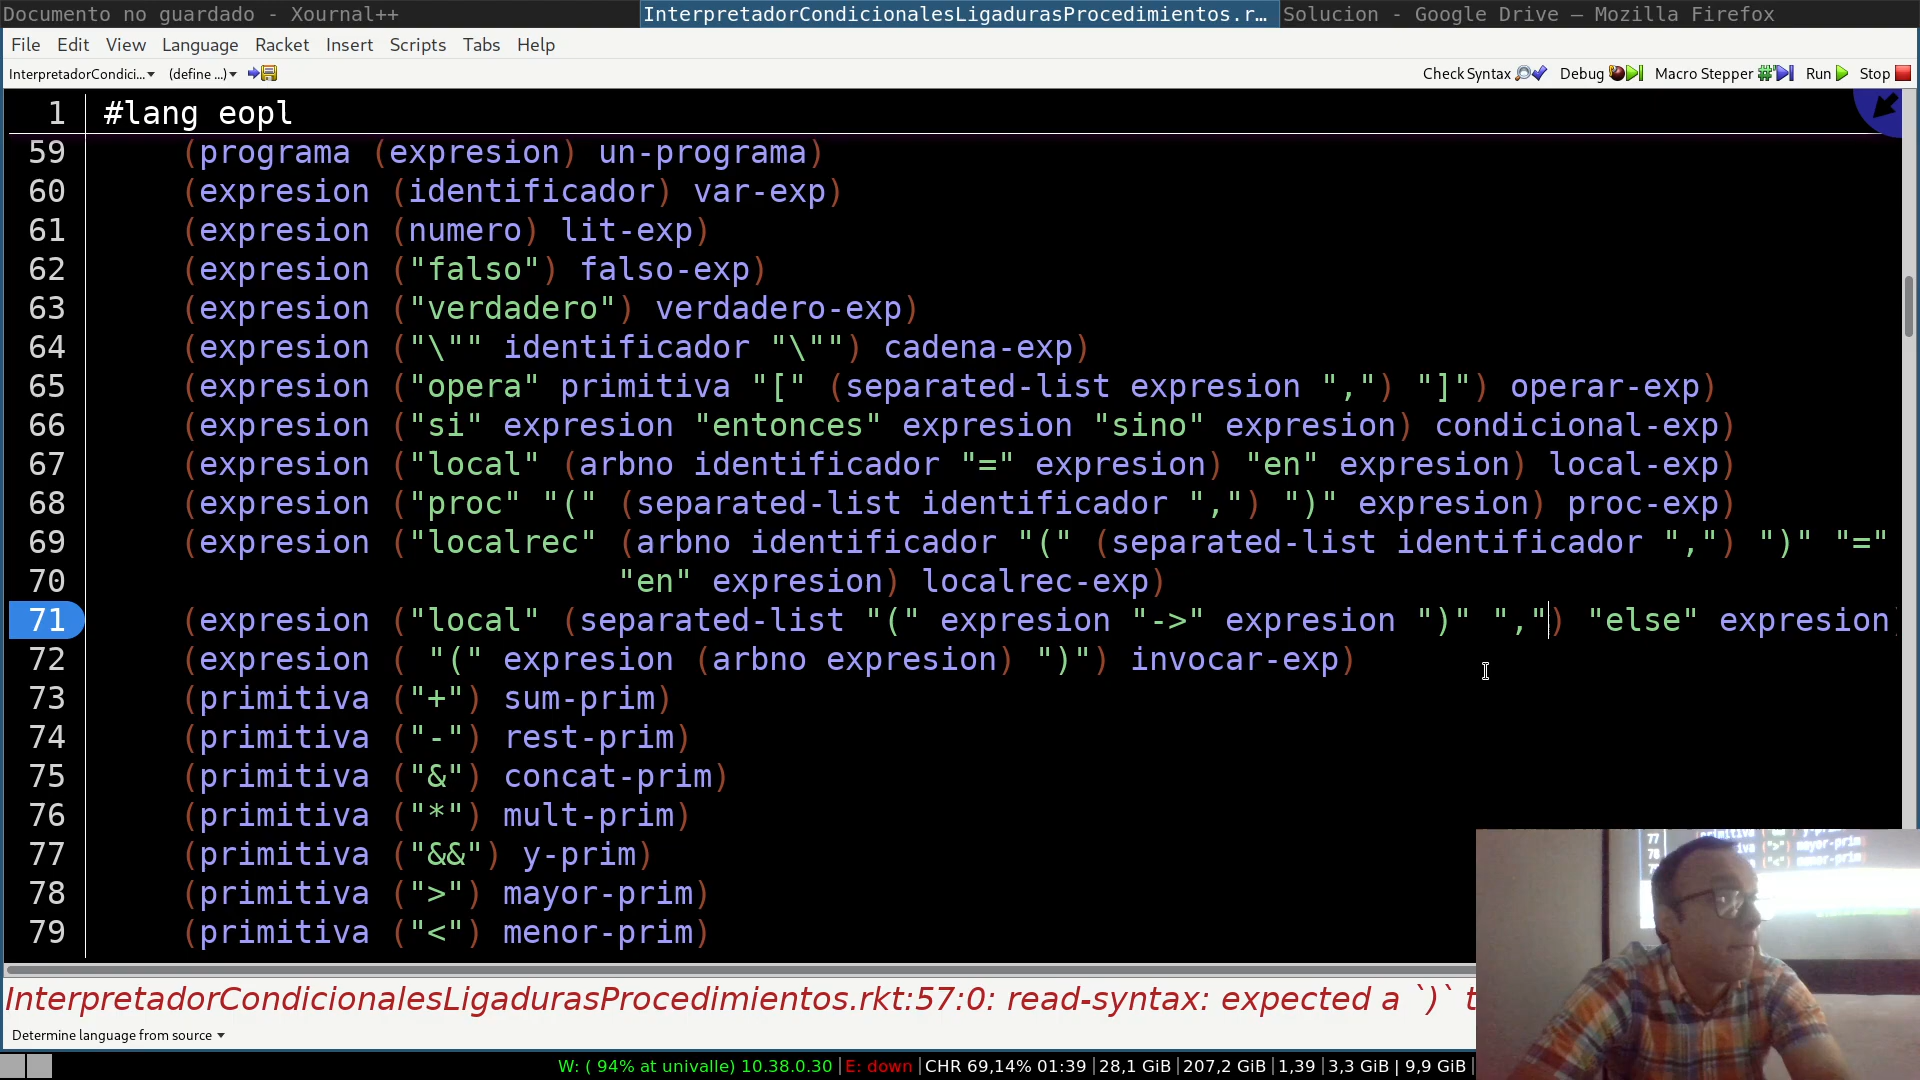 Documento no guardado - Xournal++
InterpretadorCondicionalesLigadurasProcedimientos.r…
Solucion - Google Drive — Mozilla Firefox
File Edit View Language Racket Insert Scripts Tabs Help
InterpretadorCondici... (define ...) Check Syntax Debug Macro Stepper Run Stop
1 #lang eopl
59 (programa (expresion) un-programa)
60 (expresion (identificador) var-exp)
61 (expresion (numero) lit-exp)
62 (expresion ("falso") falso-exp)
63 (expresion ("verdadero") verdadero-exp)
64 (expresion ("\"" identificador "\"") cadena-exp)
65 (expresion ("opera" primitiva "[" (separated-list expresion ",") "]") operar-exp)
66 (expresion ("si" expresion "entonces" expresion "sino" expresion) condicional-exp)
67 (expresion ("local" (arbno identificador "=" expresion) "en" expresion) local-exp)
68 (expresion ("proc" "(" (separated-list identificador ",") ")" expresion) proc-exp)
69 (expresion ("localrec" (arbno identificador "(" (separated-list identificador ",") ")" "="
70 "en" expresion) localrec-exp)
71 (expresion ("local" (separated-list "(" expresion "->" expresion ")" ",") "else" expresion)
72 (expresion ( "(" expresion (arbno expresion) ")") invocar-exp)
73 (primitiva ("+") sum-prim)
74 (primitiva ("-") rest-prim)
75 (primitiva ("&") concat-prim)
76 (primitiva ("*") mult-prim)
77 (primitiva ("&&") y-prim)
78 (primitiva (">") mayor-prim)
79 (primitiva ("<") menor-prim)
InterpretadorCondicionalesLigadurasProcedimientos.rkt:57:0: read-syntax: expected a `)` t
Determine language from source
W: ( 94% at univalle) 10.38.0.30 |E: down |CHR 69,14% 01:39 |28,1 GiB |207,2 GiB |1,39 |3,3 GiB | 9,9 GiB |
77
78
mayor-prim
menor-prim